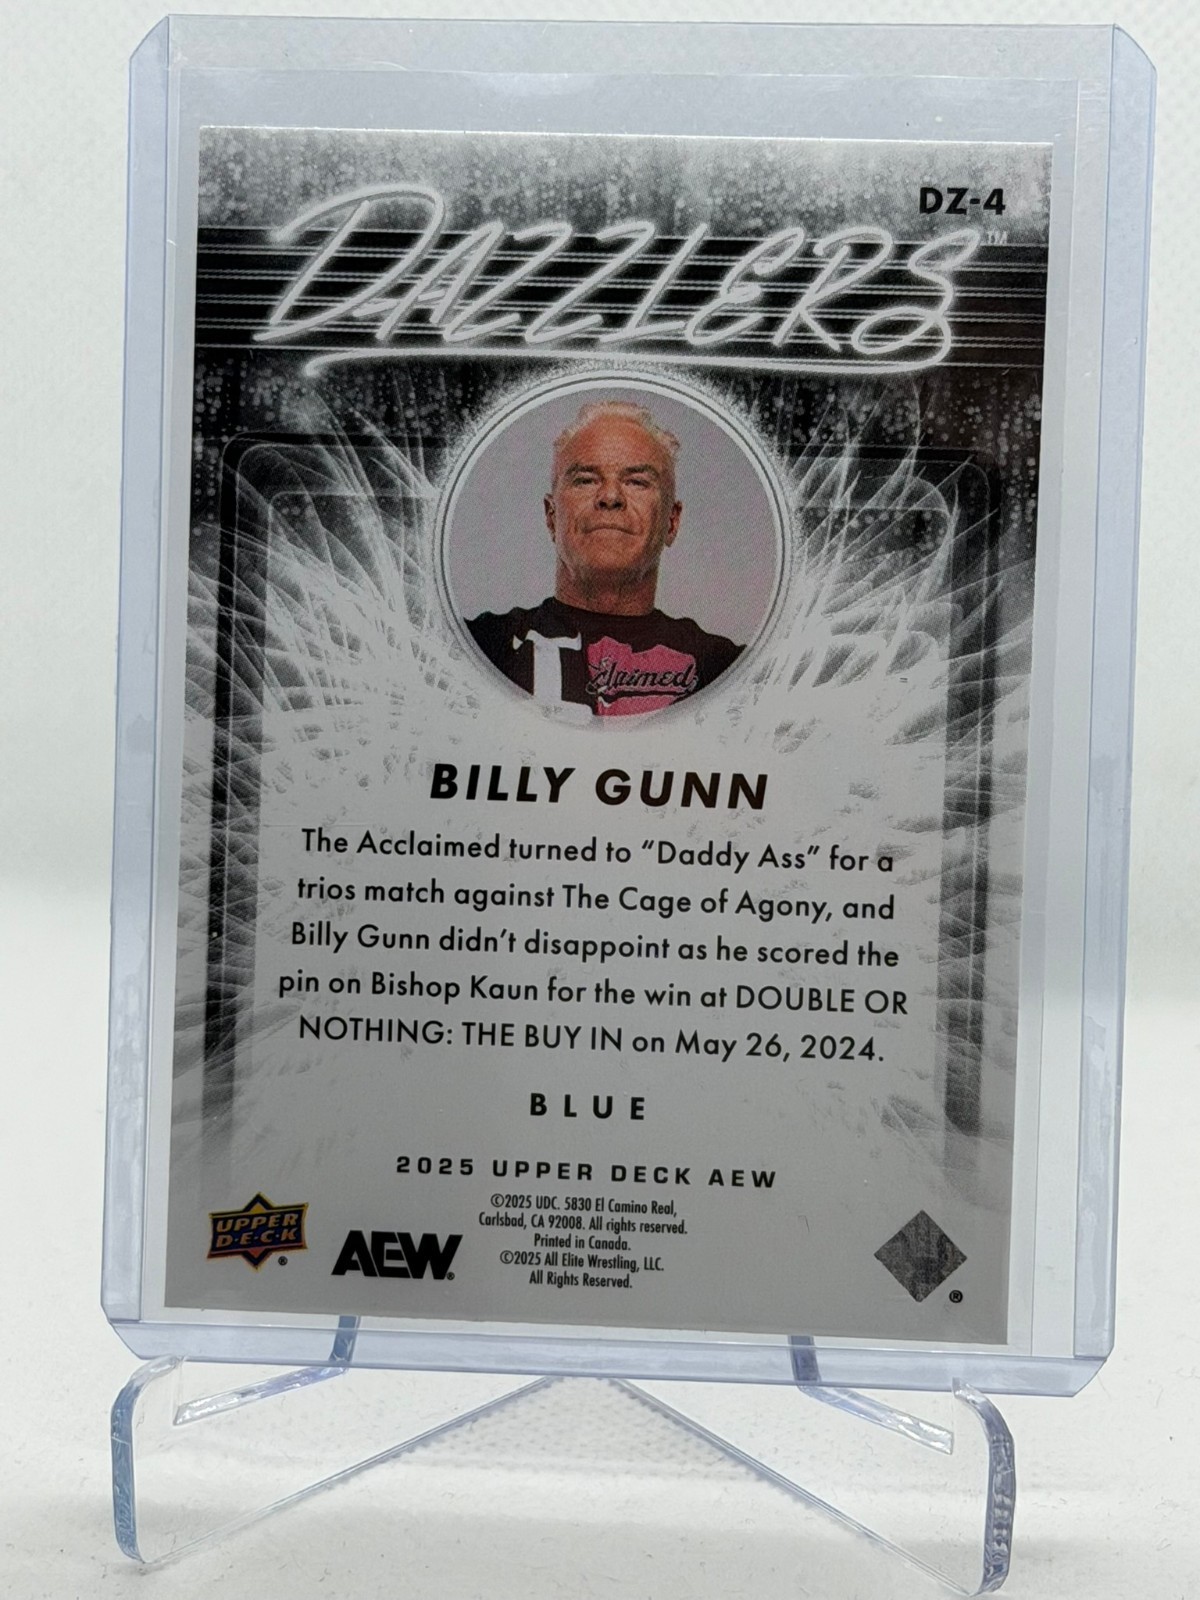 DZ-4
DAZZLERS™
T
claimed
BILLY GUNN
The Acclaimed turned to “Daddy Ass” for a
trios match against The Cage of Agony, and
Billy Gunn didn’t disappoint as he scored the
pin on Bishop Kaun for the win at DOUBLE OR
NOTHING: THE BUY IN on May 26, 2024.
BLUE
2025 UPPER DECK AEW
©2025 UDC. 5830 El Camino Real,
Carlsbad, CA 92008. All rights reserved.
Printed in Canada.
©2025 All Elite Wrestling, LLC.
All Rights Reserved.
UPPER
D·E·C·K ®
AEW®
®